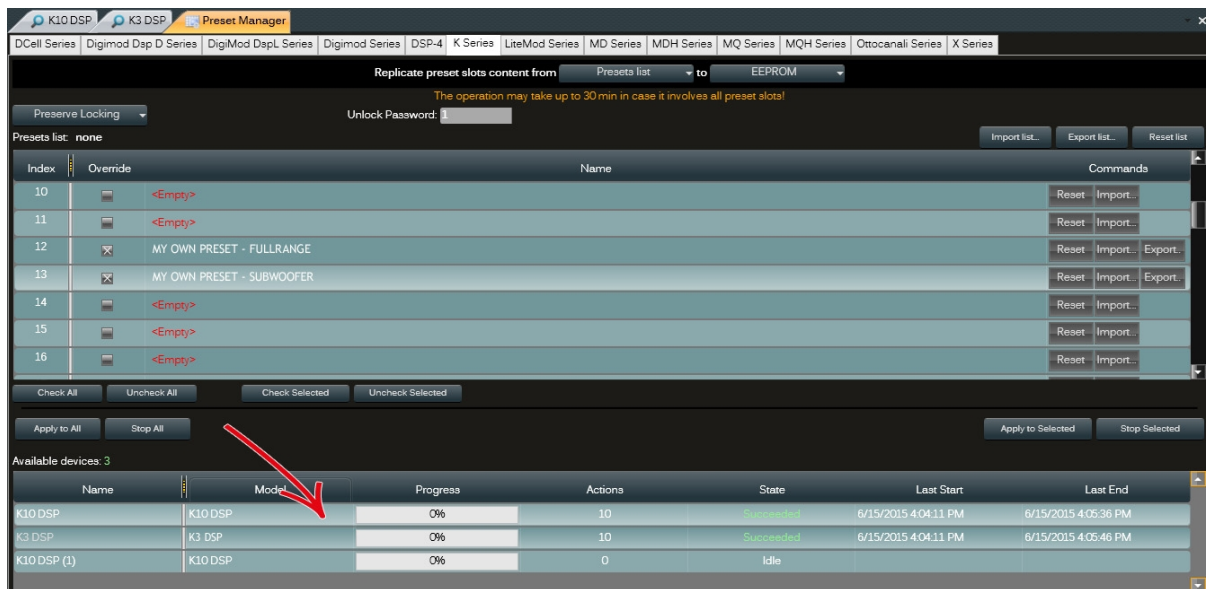 K10 DSP K3 DSP Preset Manager
DCell Series Digimod Dsp D Series DigiMod DspL Series Digimod Series DSP-4 K Series LiteMod Series MD Series MDH Series MQ Series MQH Series Ottocanali Series X Series
Replicate preset slots content from Presets list to EEPROM
The operation may take up to 30 min in case it involves all preset slots!
Preserve Locking Unlock Password: 1
Presets list: none Import list... Export list... Reset list
Index Override Name Commands
10 <Empty> Reset Import...
11 <Empty> Reset Import...
12 MY OWN PRESET - FULLRANGE Reset Import... Export...
13 MY OWN PRESET - SUBWOOFER Reset Import... Export...
14 <Empty> Reset Import...
15 <Empty> Reset Import...
16 <Empty> Reset Import...
Check All Uncheck All Check Selected Uncheck Selected
Apply to All Stop All Apply to Selected Stop Selected
Available devices: 3
Name Model Progress Actions State Last Start Last End
K10 DSP K10 DSP 0% 10 Succeeded 6/15/2015 4:04:11 PM 6/15/2015 4:05:36 PM
K3 DSP K3 DSP 0% 10 Succeeded 6/15/2015 4:04:11 PM 6/15/2015 4:05:46 PM
K10 DSP (1) K10 DSP 0% 0 Idle